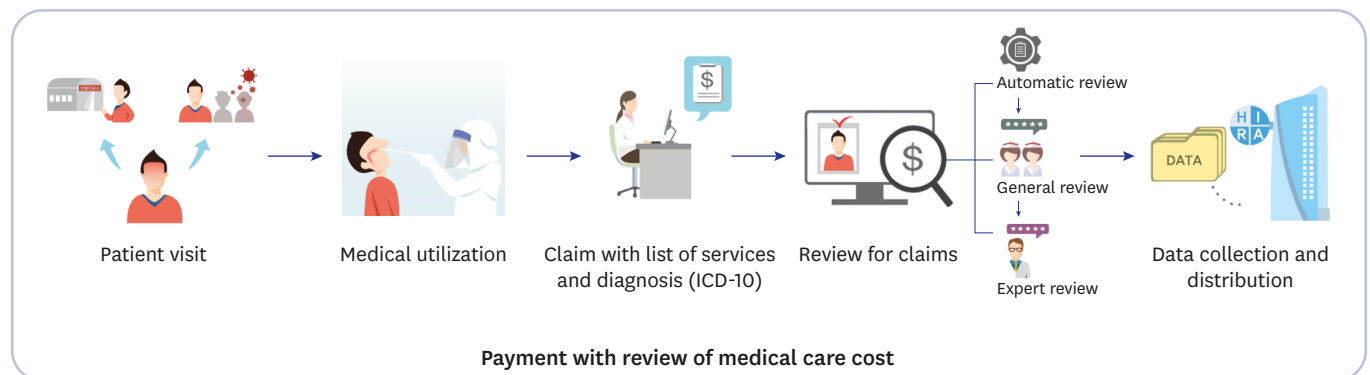 Automatic review
General review
Expert review
$
$
DATA
H I
R A
Patient visit
Medical utilization
Claim with list of services
and diagnosis (ICD-10)
Review for claims
Data collection and
distribution
Payment with review of medical care cost